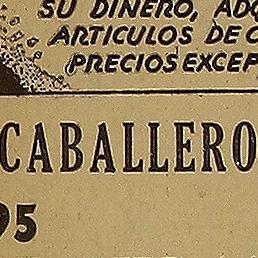 SU DINERO, ADQ
ARTICULOS DE C
PRECIOS EXCEP
CABALLERO
95